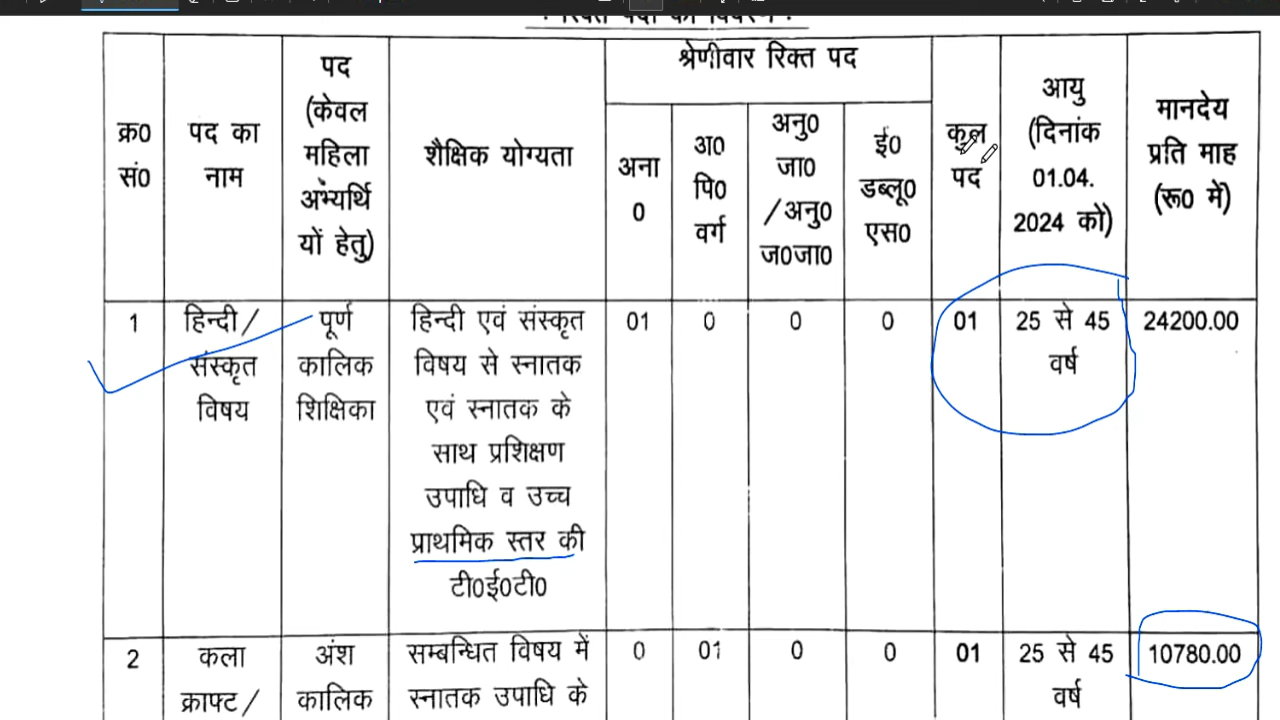 : रिक्त पदों का विवरण :
क्र0 सं0
पद का नाम
पद (केवल महिला अभ्यर्थियों हेतु)
शैक्षिक योग्यता
श्रेणीवार रिक्त पद
अना0
अ0 पि0 वर्ग
अनु0 जा0 /अनु0 ज0जा0
ई0 डब्लू0 एस0
कुल पद
आयु (दिनांक 01.04. 2024 को)
मानदेय प्रति माह (रू0 में)
1
हिन्दी/ संस्कृत विषय
पूर्ण कालिक शिक्षिका
हिन्दी एवं संस्कृत
विषय से स्नातक
एवं स्नातक के
साथ प्रशिक्षण
उपाधि व उच्च
प्राथमिक स्तर की
टी0ई0टी0
01
0
0
0
01
25 से 45 वर्ष
24200.00
2
कला क्राफ्ट/
अंश कालिक
सम्बन्धित विषय में
स्नातक उपाधि के
0
01
0
0
01
25 से 45 वर्ष
10780.00